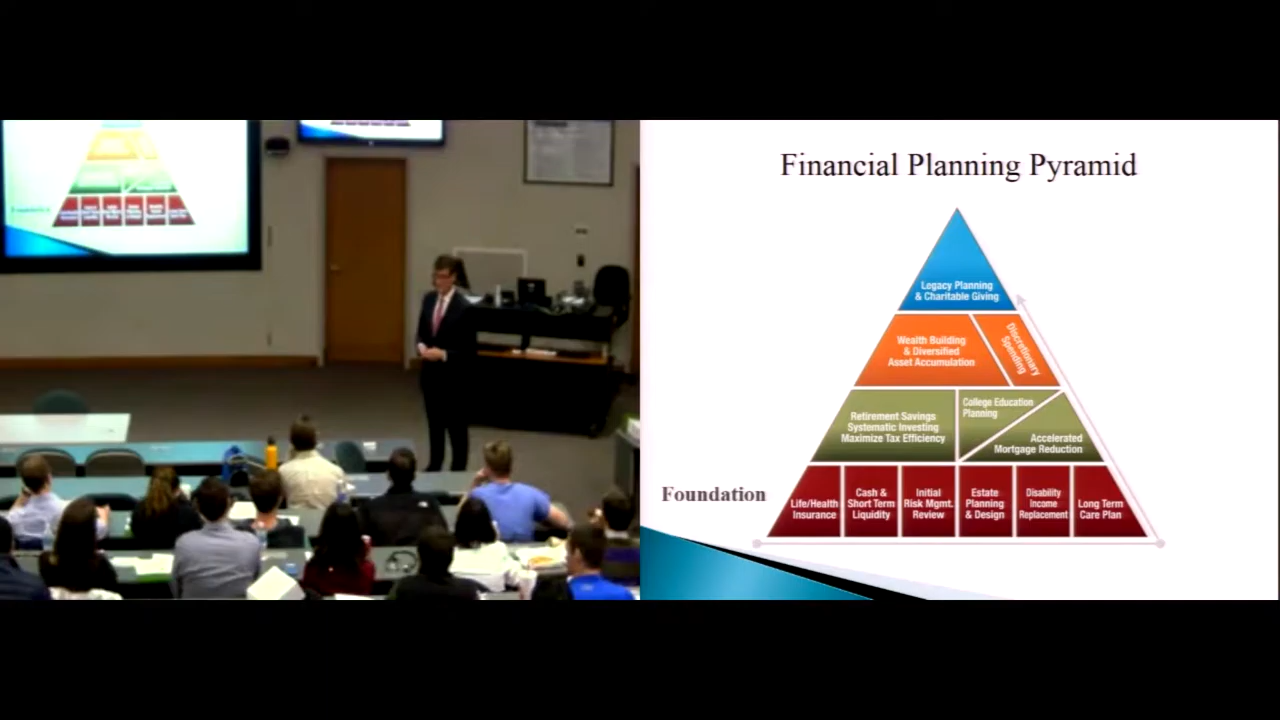 Financial Planning Pyramid
Legacy Planning
& Charitable Giving
Wealth Building
& Diversified
Asset Accumulation
Discretionary
Spending
Retirement Savings
Systematic Investing
Maximize Tax Efficiency
College Education
Planning
Accelerated
Mortgage Reduction
Foundation
Life/Health
Insurance
Cash &
Short Term
Liquidity
Initial
Risk Mgmt.
Review
Estate
Planning
& Design
Disability
Income
Replacement
Long Term
Care Plan